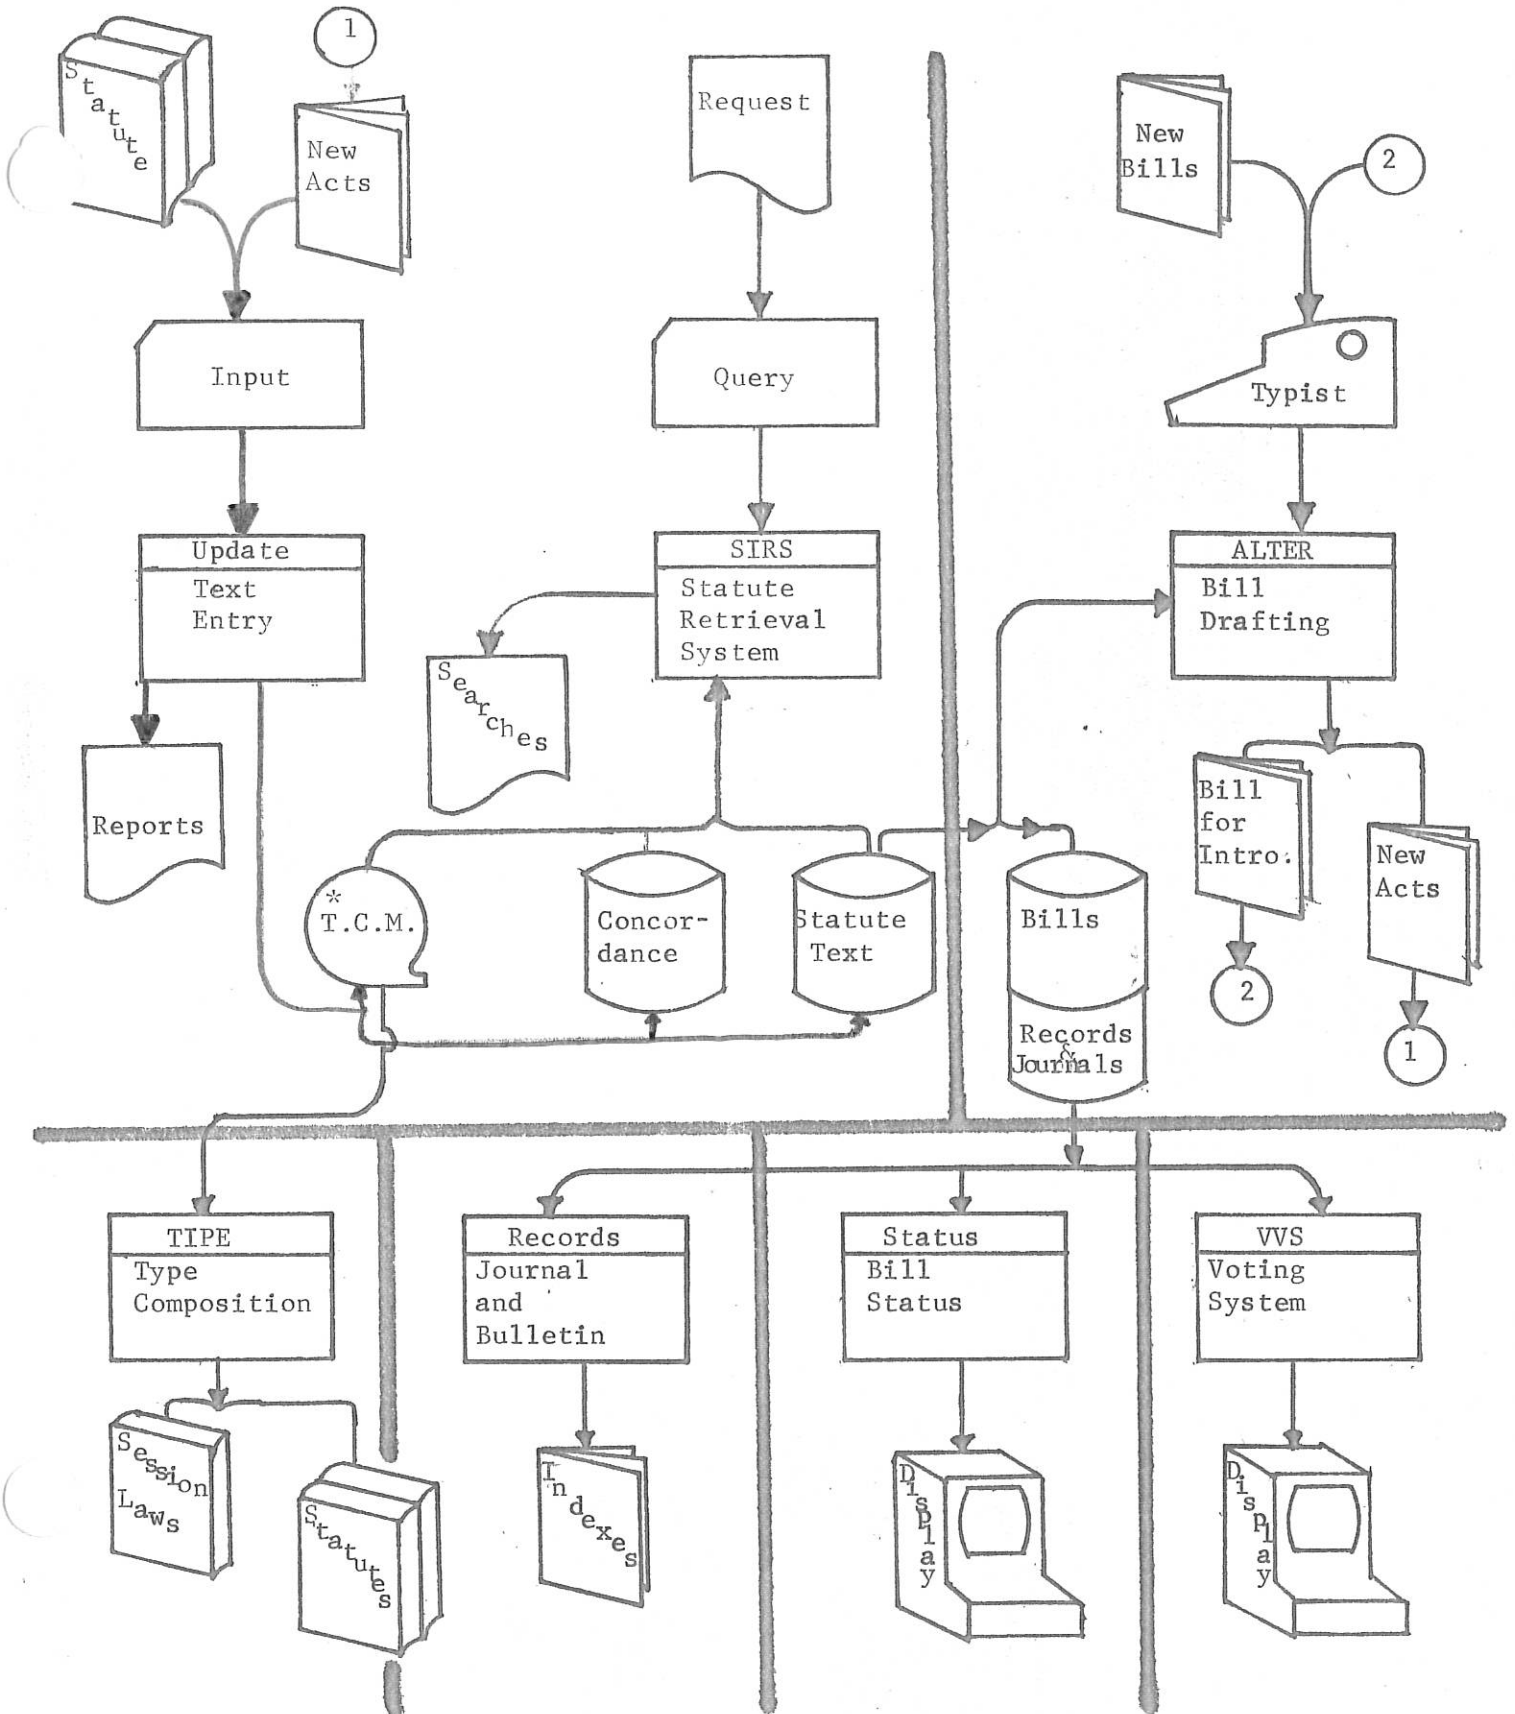 Statute
1
New
Acts
Request
New
Bills
2
Input
Query
Typist
Update
Text
Entry
SIRS
Statute
Retrieval
System
ALTER
Bill
Drafting
Searches
Reports
Bill
for
Intro.
New
Acts
*
T.C.M.
Concor-
dance
Statute
Text
Bills
Records
&
Journals
2
1
TIPE
Type
Composition
Records
Journal
and
Bulletin
Status
Bill
Status
VVS
Voting
System
Session
Laws
Statutes
Indexes
Display
Display